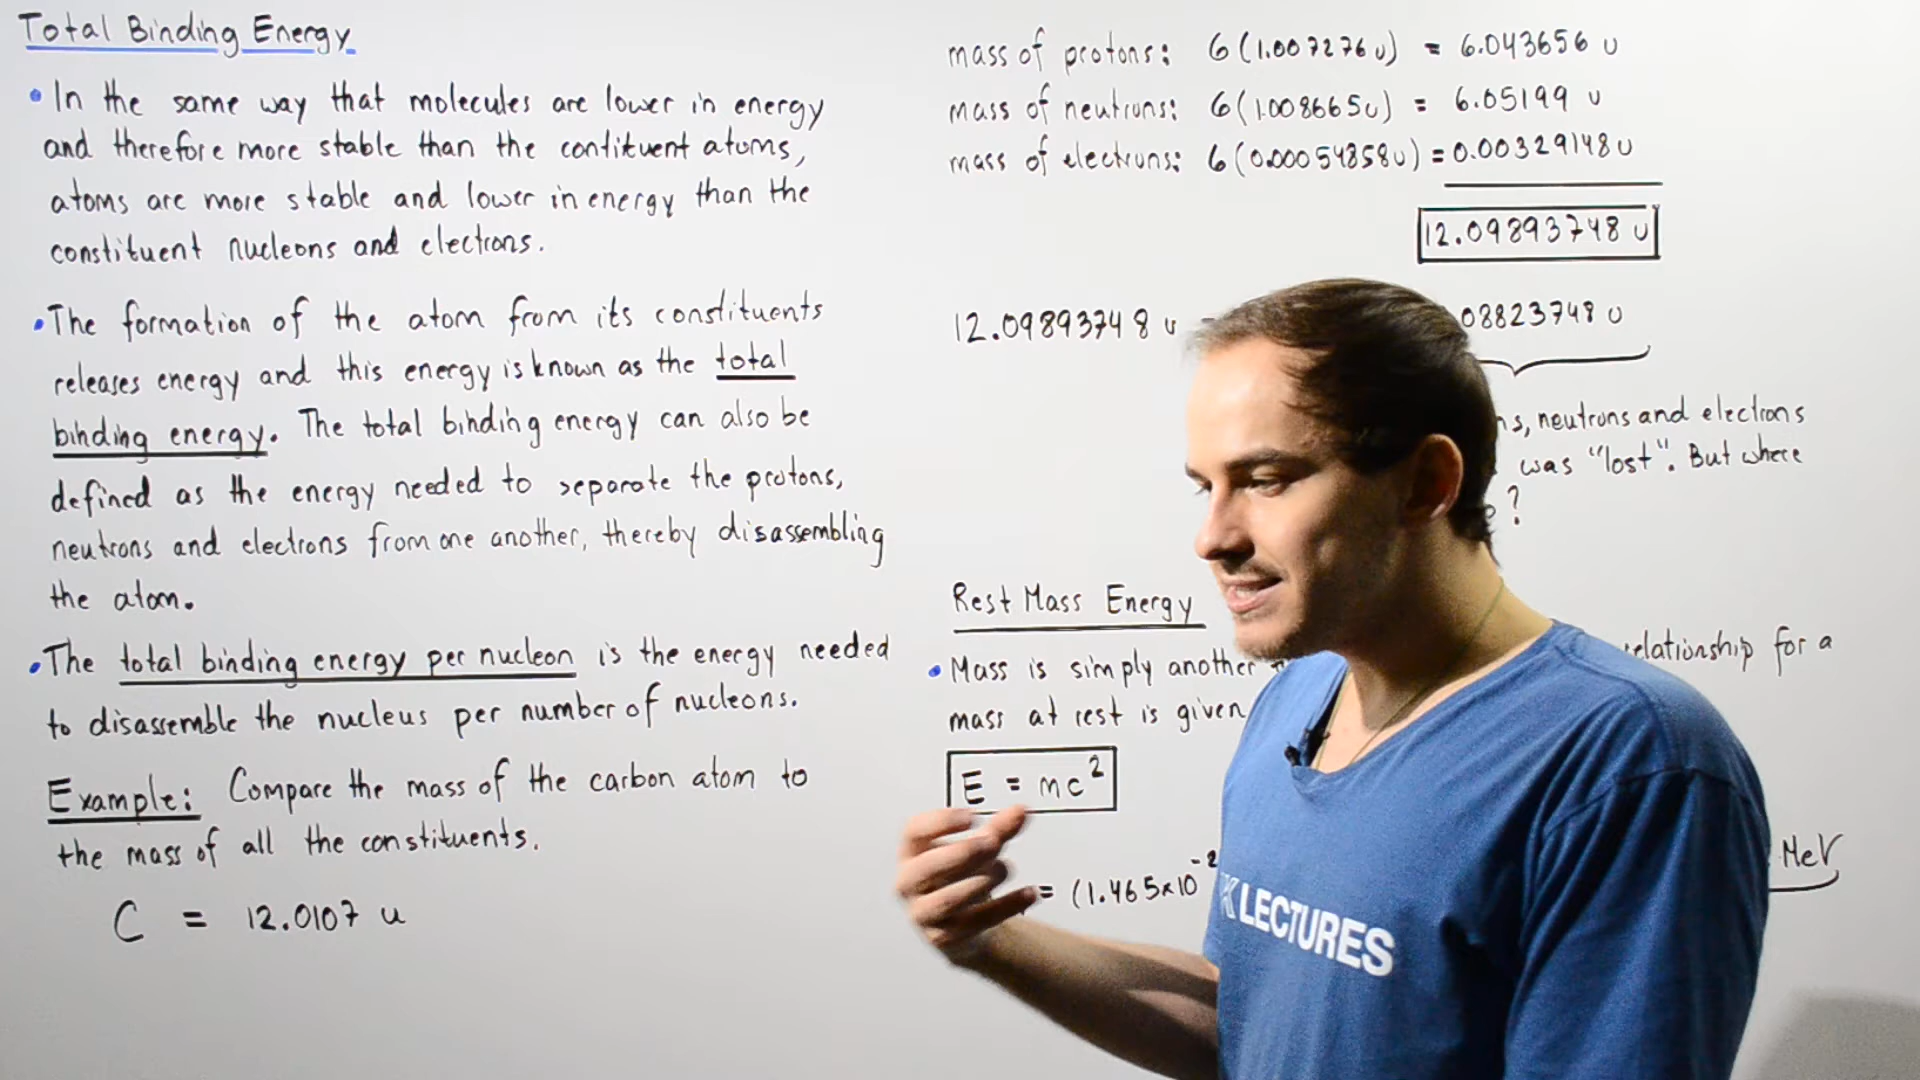 Total Binding Energy
• In the same way that molecules are lower in energy
and therefore more stable than the contituent atoms,
atoms are more stable and lower in energy than the
constituent nucleons and electrons.
• The formation of the atom from its constituents
releases energy and this energy is known as the total
binding energy. The total binding energy can also be
defined as the energy needed to separate the protons,
neutrons and electrons from one another, thereby disassembling
the atom.
• The total binding energy per nucleon is the energy needed
to disassemble the nucleus per number of nucleons.
Example: Compare the mass of the carbon atom to
the mass of all the constituents.
C = 12.0107 u
mass of protons: 6(1.007276u) = 6.043656 u
mass of neutrons: 6(1.008665u) = 6.05199 u
mass of electrons: 6(0.00054858u) = 0.00329148u
12.09893748 u
12.09893748 u 08823748 u
neutrons and electrons
was "lost". But where
?
Rest Mass Energy
• Mass is simply another relationship for a
mass at rest is given
E = mc²
= (1.465×10 MeV
LECTURES